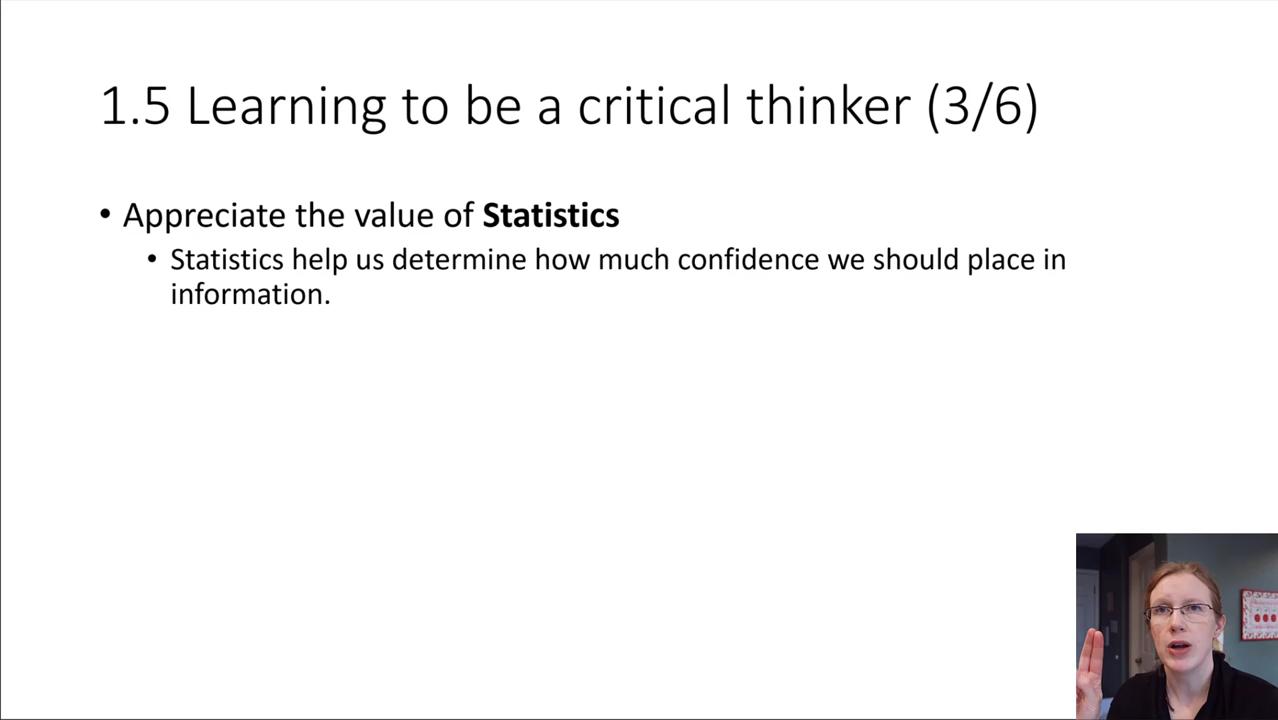 1.5 Learning to be a critical thinker (3/6)
• Appreciate the value of Statistics
• Statistics help us determine how much confidence we should place in
information.